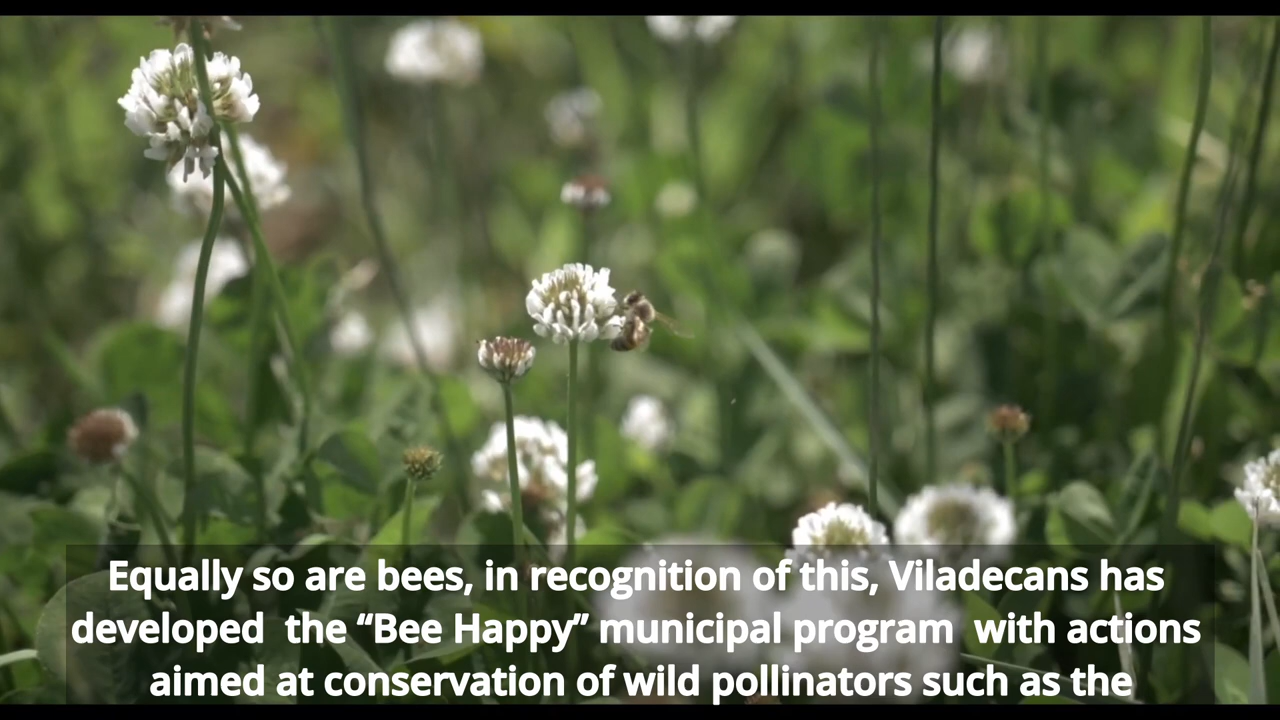 Equally so are bees, in recognition of this, Viladecans has
developed  the “Bee Happy” municipal program  with actions
aimed at conservation of wild pollinators such as the